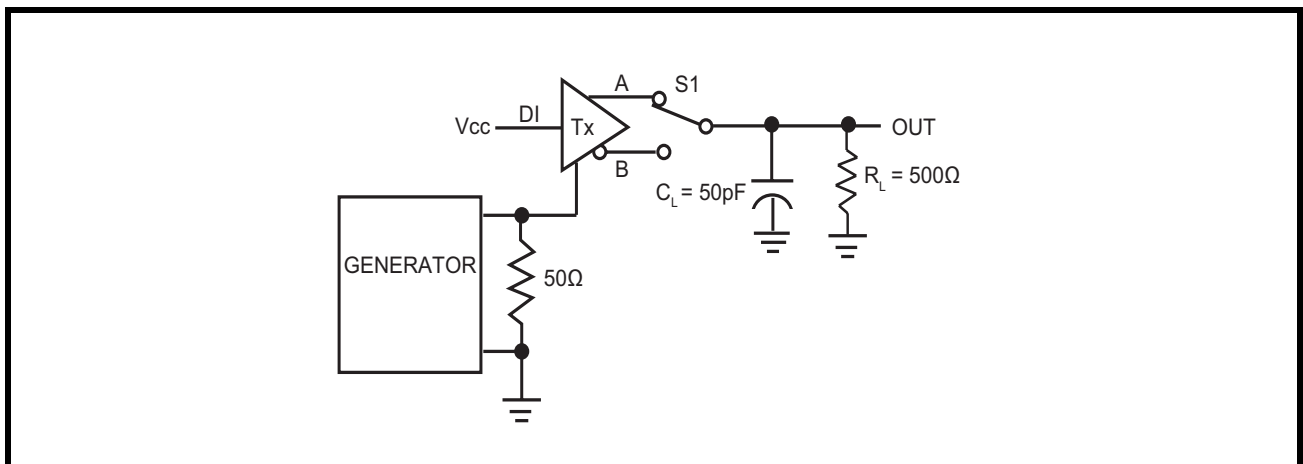 A
S1
Vcc
DI
Tx
OUT
B
C_L = 50pF
R_L = 500Ω
GENERATOR
50Ω